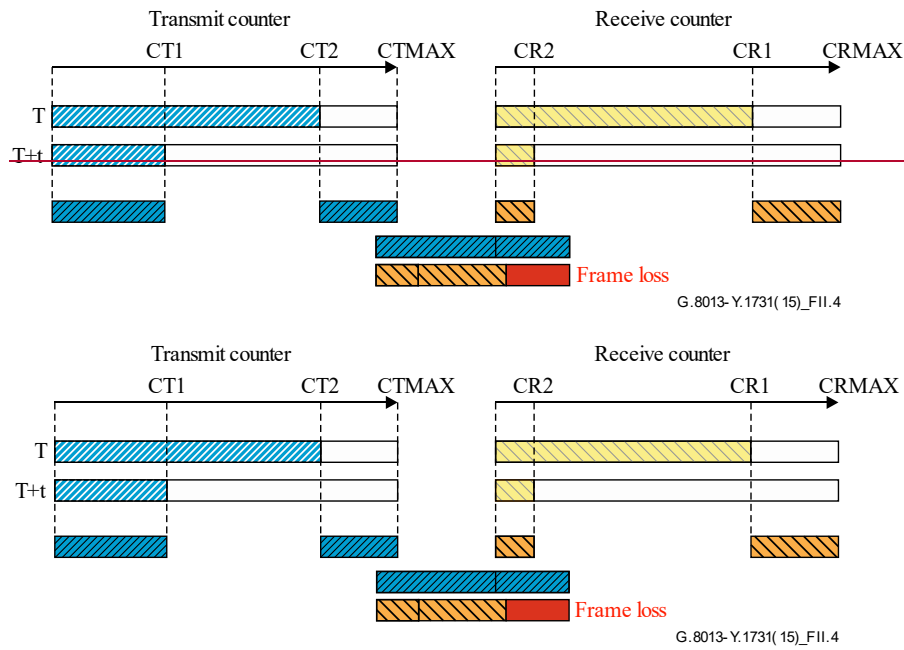 Transmit counter Receive counter
CT1 CT2 CTMAX CR2 CR1 CRMAX
T
T+t
Frame loss
G.8013-Y.1731(15)_FII.4
Transmit counter Receive counter
CT1 CT2 CTMAX CR2 CR1 CRMAX
T
T+t
Frame loss
G.8013-Y.1731(15)_FII.4